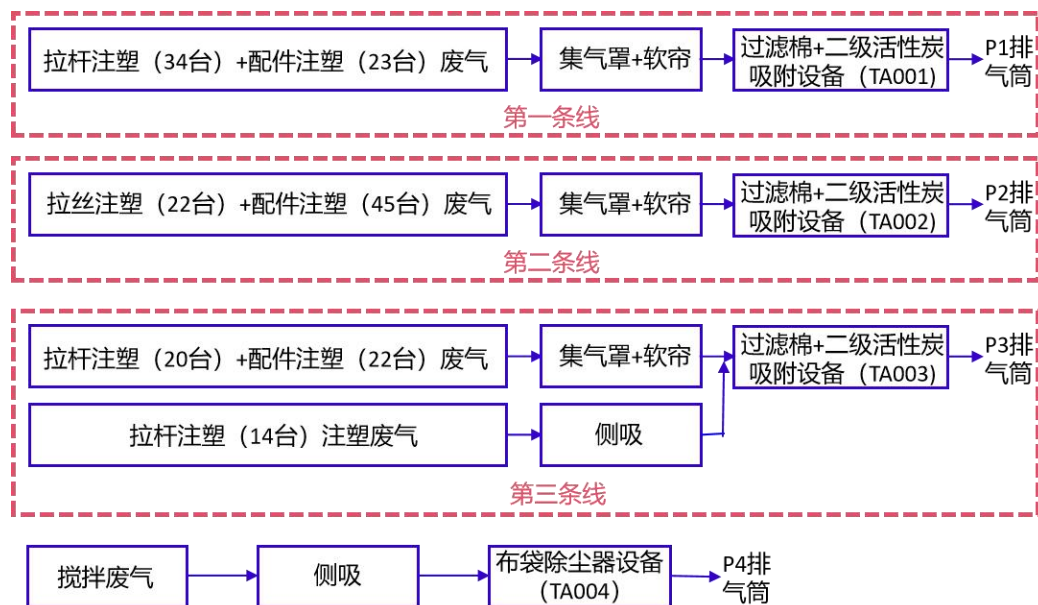 拉杆注塑（34台）+配件注塑（23台）废气
集气罩+软帘
过滤棉+二级活性炭
吸附设备（TA001）
P1排
气筒
第一条线
拉丝注塑（22台）+配件注塑（45台）废气
集气罩+软帘
过滤棉+二级活性炭
吸附设备（TA002）
P2排
气筒
第二条线
拉杆注塑（20台）+配件注塑（22台）废气
集气罩+软帘
过滤棉+二级活性炭
吸附设备（TA003）
P3排
气筒
拉杆注塑（14台）注塑废气
侧吸
第三条线
搅拌废气
侧吸
布袋除尘器设备
（TA004）
P4排
气筒